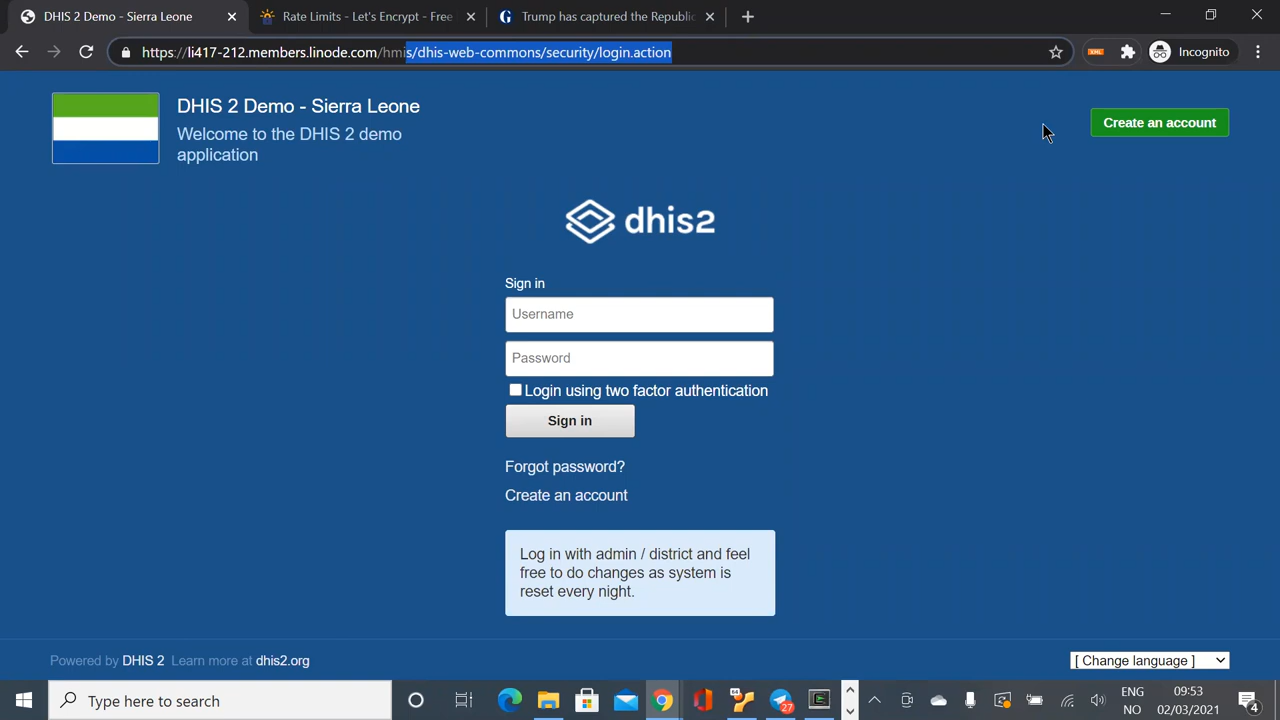 DHIS 2 Demo - Sierra Leone
Rate Limits - Let's Encrypt - Free
Trump has captured the Republic
https://li417-212.members.linode.com/hmis/dhis-web-commons/security/login.action
Incognito
DHIS 2 Demo - Sierra Leone
Welcome to the DHIS 2 demo
application
Create an account
dhis2
Sign in
Username
Password
Login using two factor authentication
Sign in
Forgot password?
Create an account
Log in with admin / district and feel
free to do changes as system is
reset every night.
Powered by DHIS 2 Learn more at dhis2.org
[ Change language ]
Type here to search
27
ENG
NO
09:53
02/03/2021
4